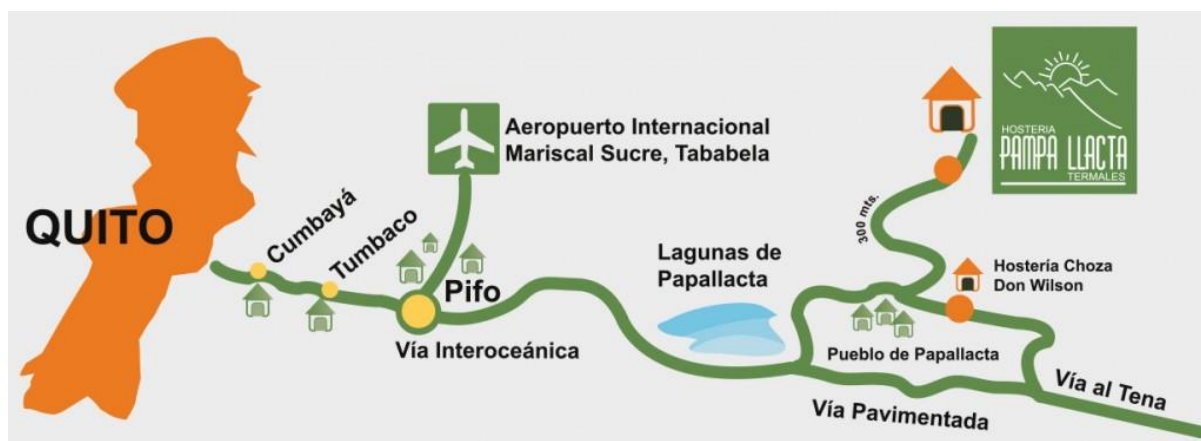 QUITO
Cumbayá
Tumbaco
Pifo
Vía Interoceánica
Aeropuerto Internacional
Mariscal Sucre, Tababela
Lagunas de
Papallacta
300 mts.
HOSTERIA
PAMPA LLACTA
TERMALES
Hostería Choza
Don Wilson
Pueblo de Papallacta
Vía Pavimentada
Vía al Tena